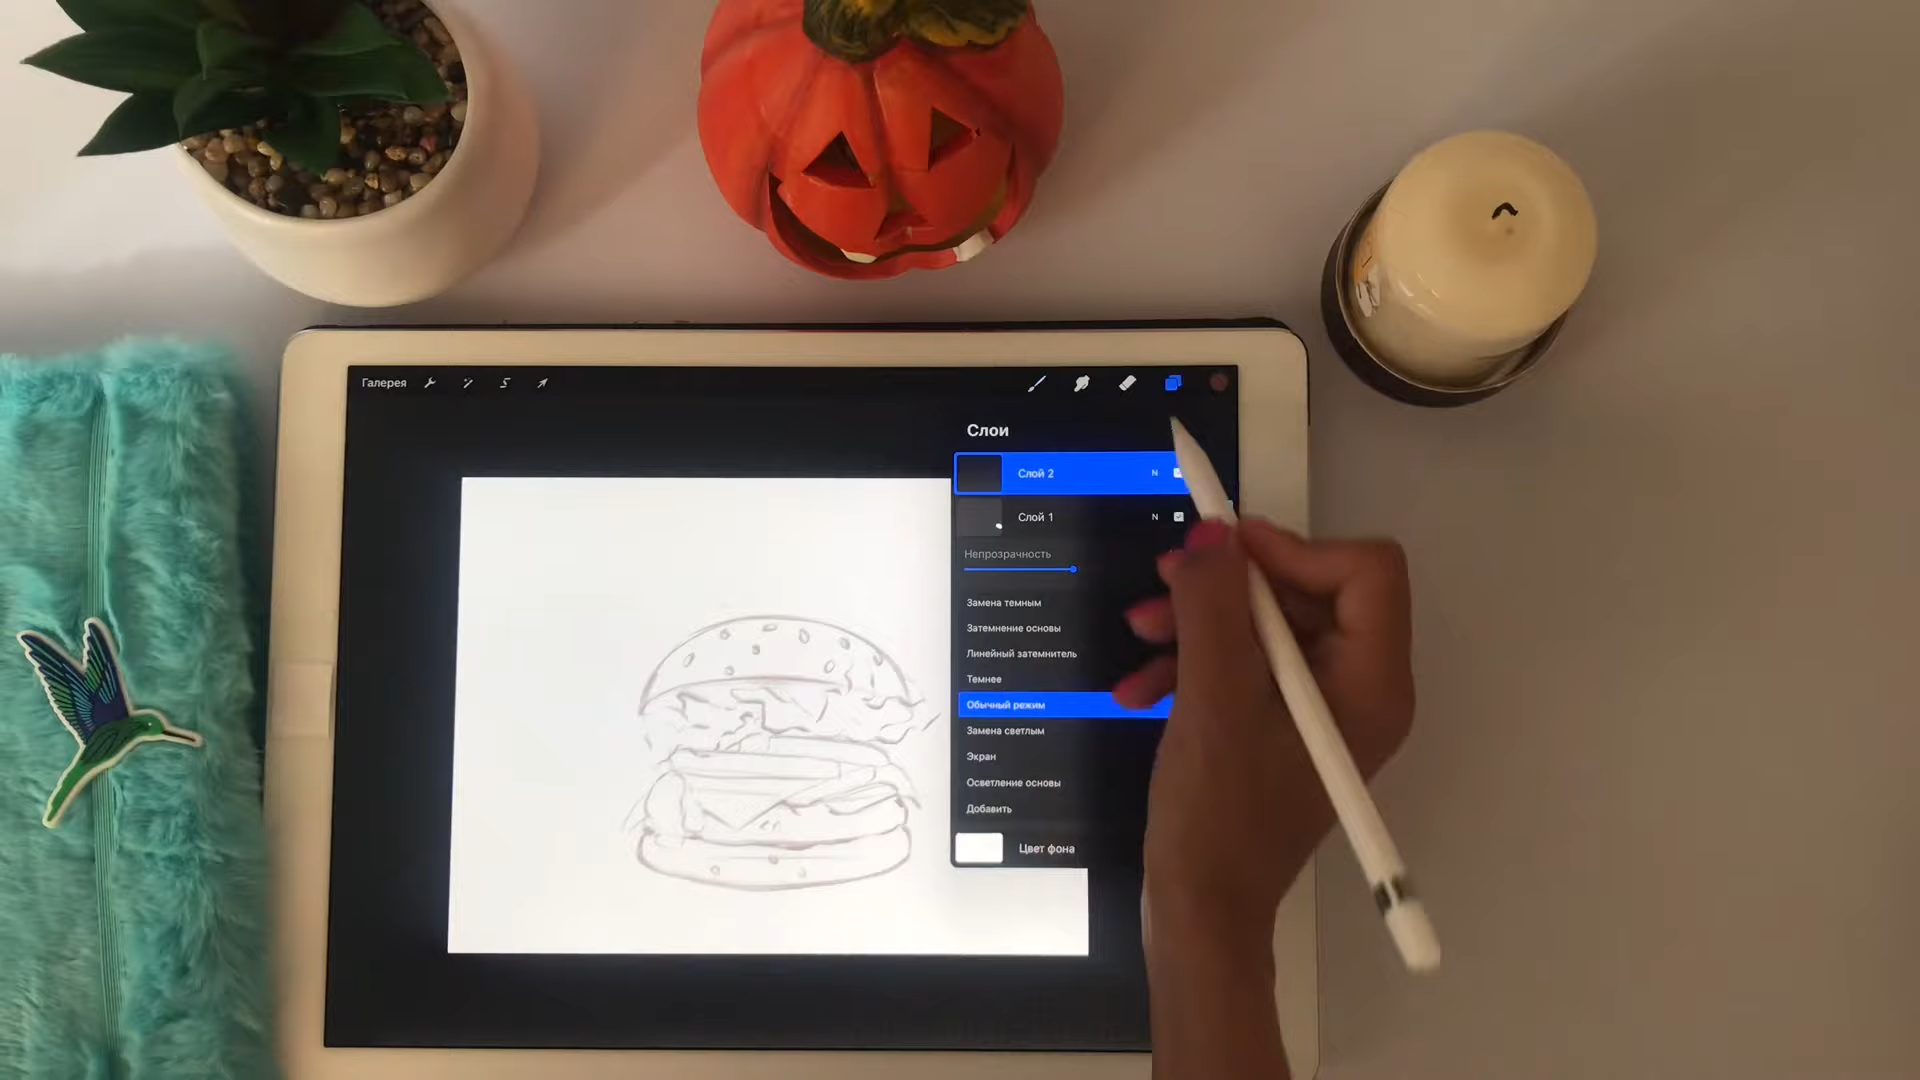 Галерея
Слои
Слой 2 N
Слой 1 N
Непрозрачность
Замена темным
Затемнение основы
Линейный затемнитель
Темнее
Обычный режим
Замена светлым
Экран
Осветление основы
Добавить
Цвет фона